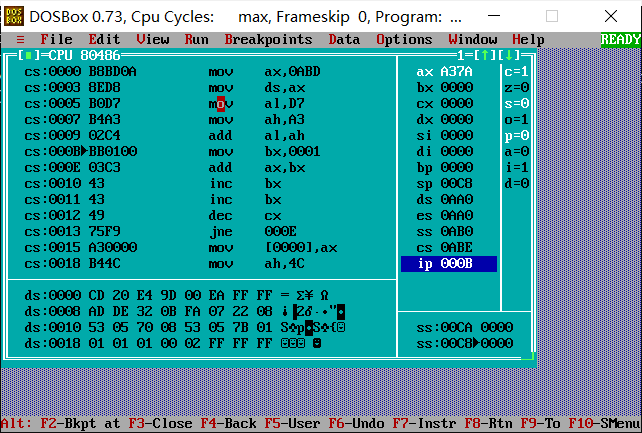 DOS BOX DOSBox 0.73, Cpu Cycles: max, Frameskip 0, Program: ...
≡ File Edit View Run Breakpoints Data Options Window Help READY
[■]=CPU 80486 1=[↑][↓]
cs:0000 B8BD0A mov ax,0ABD ax A37A c=1
cs:0003 8ED8 mov ds,ax bx 0000 z=0
cs:0005 B0D7 mov al,D7 cx 0000 s=0
cs:0007 B4A3 mov ah,A3 dx 0000 o=1
cs:0009 02C4 add al,ah si 0000 p=0
cs:000B►BB0100 mov bx,0001 di 0000 a=0
cs:000E 03C3 add ax,bx bp 0000 i=1
cs:0010 43 inc bx sp 00C8 d=0
cs:0011 43 inc bx ds 0AA0
cs:0012 49 dec cx es 0AA0
cs:0013 75F9 jne 000E ss 0AB0
cs:0015 A30000 mov [0000],ax cs 0ABE
cs:0018 B44C mov ah,4C ip 000B
ds:0000 CD 20 E4 9D 00 EA FF FF = Σ¥ Ω
ds:0008 AD DE 32 0B FA 07 22 08
ds:0010 53 05 70 08 53 05 7B 01 S♣p◘S♣{☺ ss:00CA 0000
ds:0018 01 01 01 00 02 FF FF FF ☺☺☺ ☻ ss:00C8►0000
Alt: F2-Bkpt at F3-Close F4-Back F5-User F6-Undo F7-Instr F8-Rtn F9-To F10-SMenu